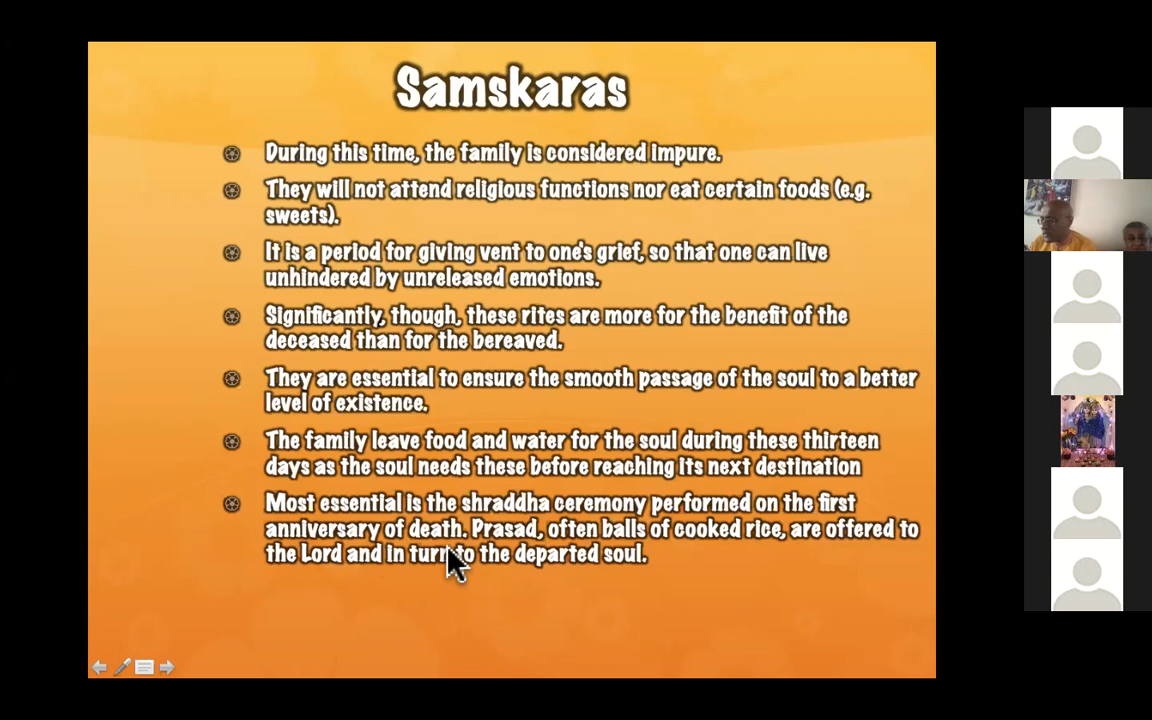 Samskaras
During this time, the family is considered impure.
They will not attend religious functions nor eat certain foods (e.g.
sweets).
It is a period for giving vent to one's grief, so that one can live
unhindered by unreleased emotions.
Significantly, though, these rites are more for the benefit of the
deceased than for the bereaved.
They are essential to ensure the smooth passage of the soul to a better
level of existence.
The family leave food and water for the soul during these thirteen
days as the soul needs these before reaching its next destination
Most essential is the shraddha ceremony performed on the first
anniversary of death. Prasad, often balls of cooked rice, are offered to
the Lord and in turn to the departed soul.